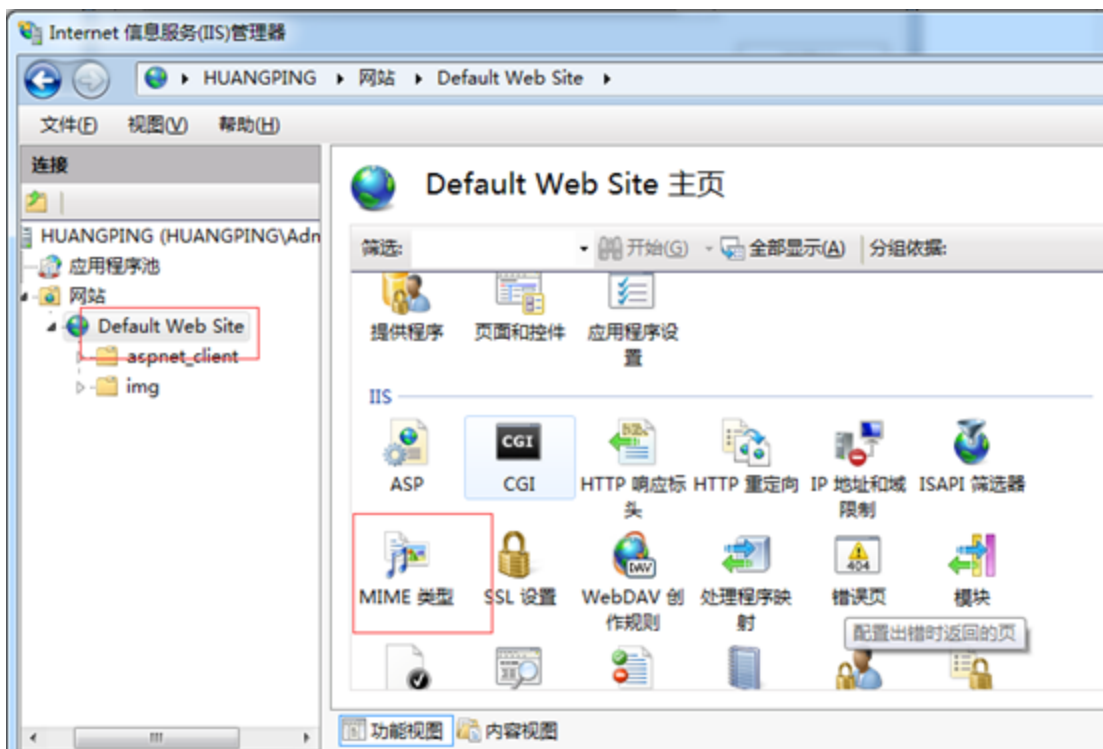 Internet 信息服务(IIS)管理器
HUANGPING 网站 Default Web Site
文件(F) 视图(V) 帮助(H)
连接
HUANGPING (HUANGPING\Adn
应用程序池
网站
Default Web Site
aspnet_client
img
Default Web Site 主页
筛选: 开始(G) 全部显示(A) 分组依据:
提供程序 页面和控件 应用程序设
置
IIS
CGI
ASP CGI HTTP 响应标 HTTP 重定向 IP 地址和域 ISAPI 筛选器
头 限制
DAV 404
MIME 类型 SSL 设置 WebDAV 创 处理程序映 错误页 模块
作规则 射
配置出错时返回的页
功能视图 内容视图